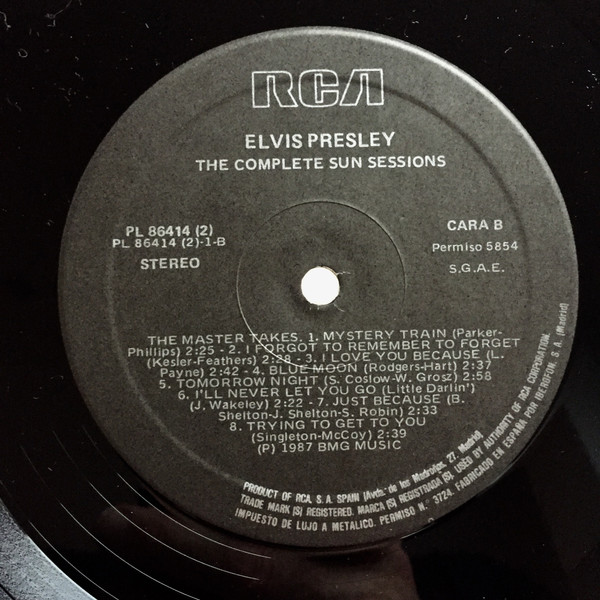 RCA
ELVIS PRESLEY
THE COMPLETE SUN SESSIONS
PL 86414 (2)
PL 86414 (2)-1-B
STEREO
CARA B
Permiso 5854
S.G.A.E.
THE MASTER TAKES. 1. MYSTERY TRAIN (Parker-
Phillips) 2:25 - 2. I FORGOT TO REMEMBER TO FORGET
(Kesler-Feathers) 2:28 - 3. I LOVE YOU BECAUSE (L.
Payne) 2:42 - 4. BLUE MOON (Rodgers-Hart) 2:37
5. TOMORROW NIGHT (S. Coslow-W. Grosz) 2:58
6. I'LL NEVER LET YOU GO (Little Darlin')
(J. Wakeley) 2:22 - 7. JUST BECAUSE (B.
Shelton-J. Shelton-S. Robin) 2:33
8. TRYING TO GET TO YOU
(Singleton-McCoy) 2:39
(P) 1987 BMG MUSIC
PRODUCT OF RCA, S.A. SPAIN (Avda. de los Madroños, 27. Madrid)
TRADE MARK (S) REGISTERED. MARCA (S) REGISTRADA (S). USED BY AUTHORITY OF RCA CORPORATION.
IMPUESTO DE LUJO A METALICO. PERMISO N.º 3724. FABRICADO EN ESPAÑA POR IBEROFON, S. A. (Madrid)